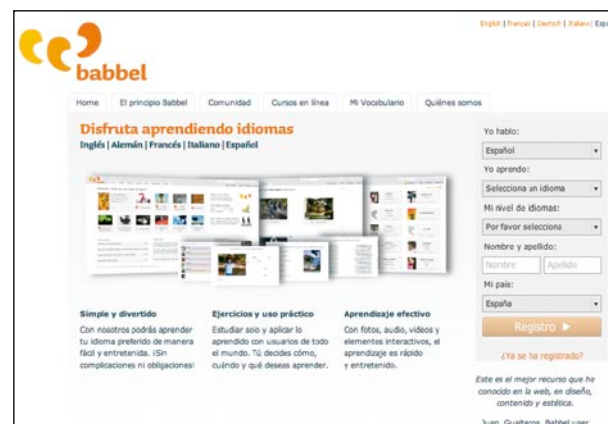 English | Français | Deutsch | Italiano | Espa
babbel
Home El principio Babbel Comunidad Cursos en línea Mi Vocabulario Quiénes somos
Disfruta aprendiendo idiomas
Inglés | Alemán | Francés | Italiano | Español
Simple y divertido
Con nosotros podrás aprender
tu idioma preferido de manera
fácil y entretenida. ¡Sin
complicaciones ni obligaciones!
Ejercicios y uso práctico
Estudiar solo y aplicar lo
aprendido con usuarios de todo
el mundo. Tú decides cómo,
cuándo y qué deseas aprender.
Aprendizaje efectivo
Con fotos, audio, videos y
elementos interactivos, el
aprendizaje es rápido
y entretenido.
Yo hablo:
Español
Yo aprendo:
Selecciona un idioma
Mi nivel de idiomas:
Por favor selecciona
Nombre y apellido:
Nombre Apellido
Mi país:
España
Registro
¿Ya se ha registrado?
Este es el mejor recurso que he
conocido en la web, en diseño,
contenido y estética.
Juan, Gualteros, Babbel user